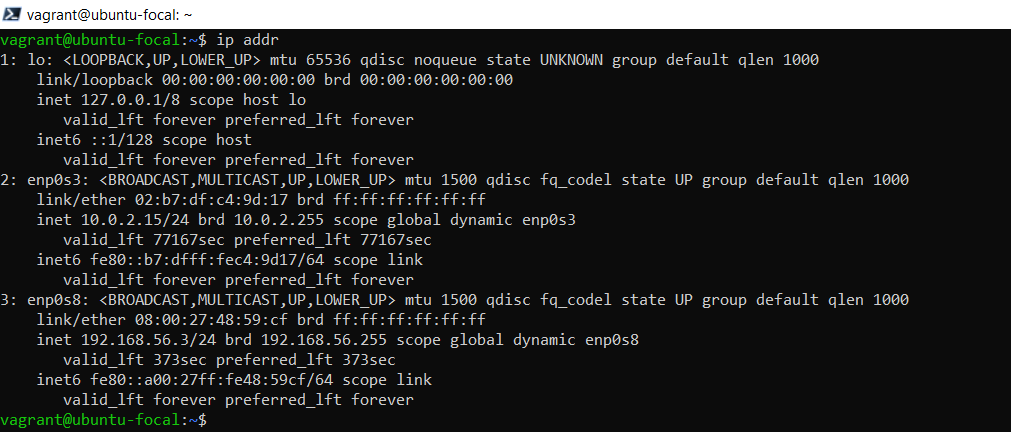 vagrant@ubuntu-focal: ~
vagrant@ubuntu-focal:~$ ip addr
1: lo: <LOOPBACK,UP,LOWER_UP> mtu 65536 qdisc noqueue state UNKNOWN group default qlen 1000
    link/loopback 00:00:00:00:00:00 brd 00:00:00:00:00:00
    inet 127.0.0.1/8 scope host lo
       valid_lft forever preferred_lft forever
    inet6 ::1/128 scope host
       valid_lft forever preferred_lft forever
2: enp0s3: <BROADCAST,MULTICAST,UP,LOWER_UP> mtu 1500 qdisc fq_codel state UP group default qlen 1000
    link/ether 02:b7:df:c4:9d:17 brd ff:ff:ff:ff:ff:ff
    inet 10.0.2.15/24 brd 10.0.2.255 scope global dynamic enp0s3
       valid_lft 77167sec preferred_lft 77167sec
    inet6 fe80::b7:dfff:fec4:9d17/64 scope link
       valid_lft forever preferred_lft forever
3: enp0s8: <BROADCAST,MULTICAST,UP,LOWER_UP> mtu 1500 qdisc fq_codel state UP group default qlen 1000
    link/ether 08:00:27:48:59:cf brd ff:ff:ff:ff:ff:ff
    inet 192.168.56.3/24 brd 192.168.56.255 scope global dynamic enp0s8
       valid_lft 373sec preferred_lft 373sec
    inet6 fe80::a00:27ff:fe48:59cf/64 scope link
       valid_lft forever preferred_lft forever
vagrant@ubuntu-focal:~$